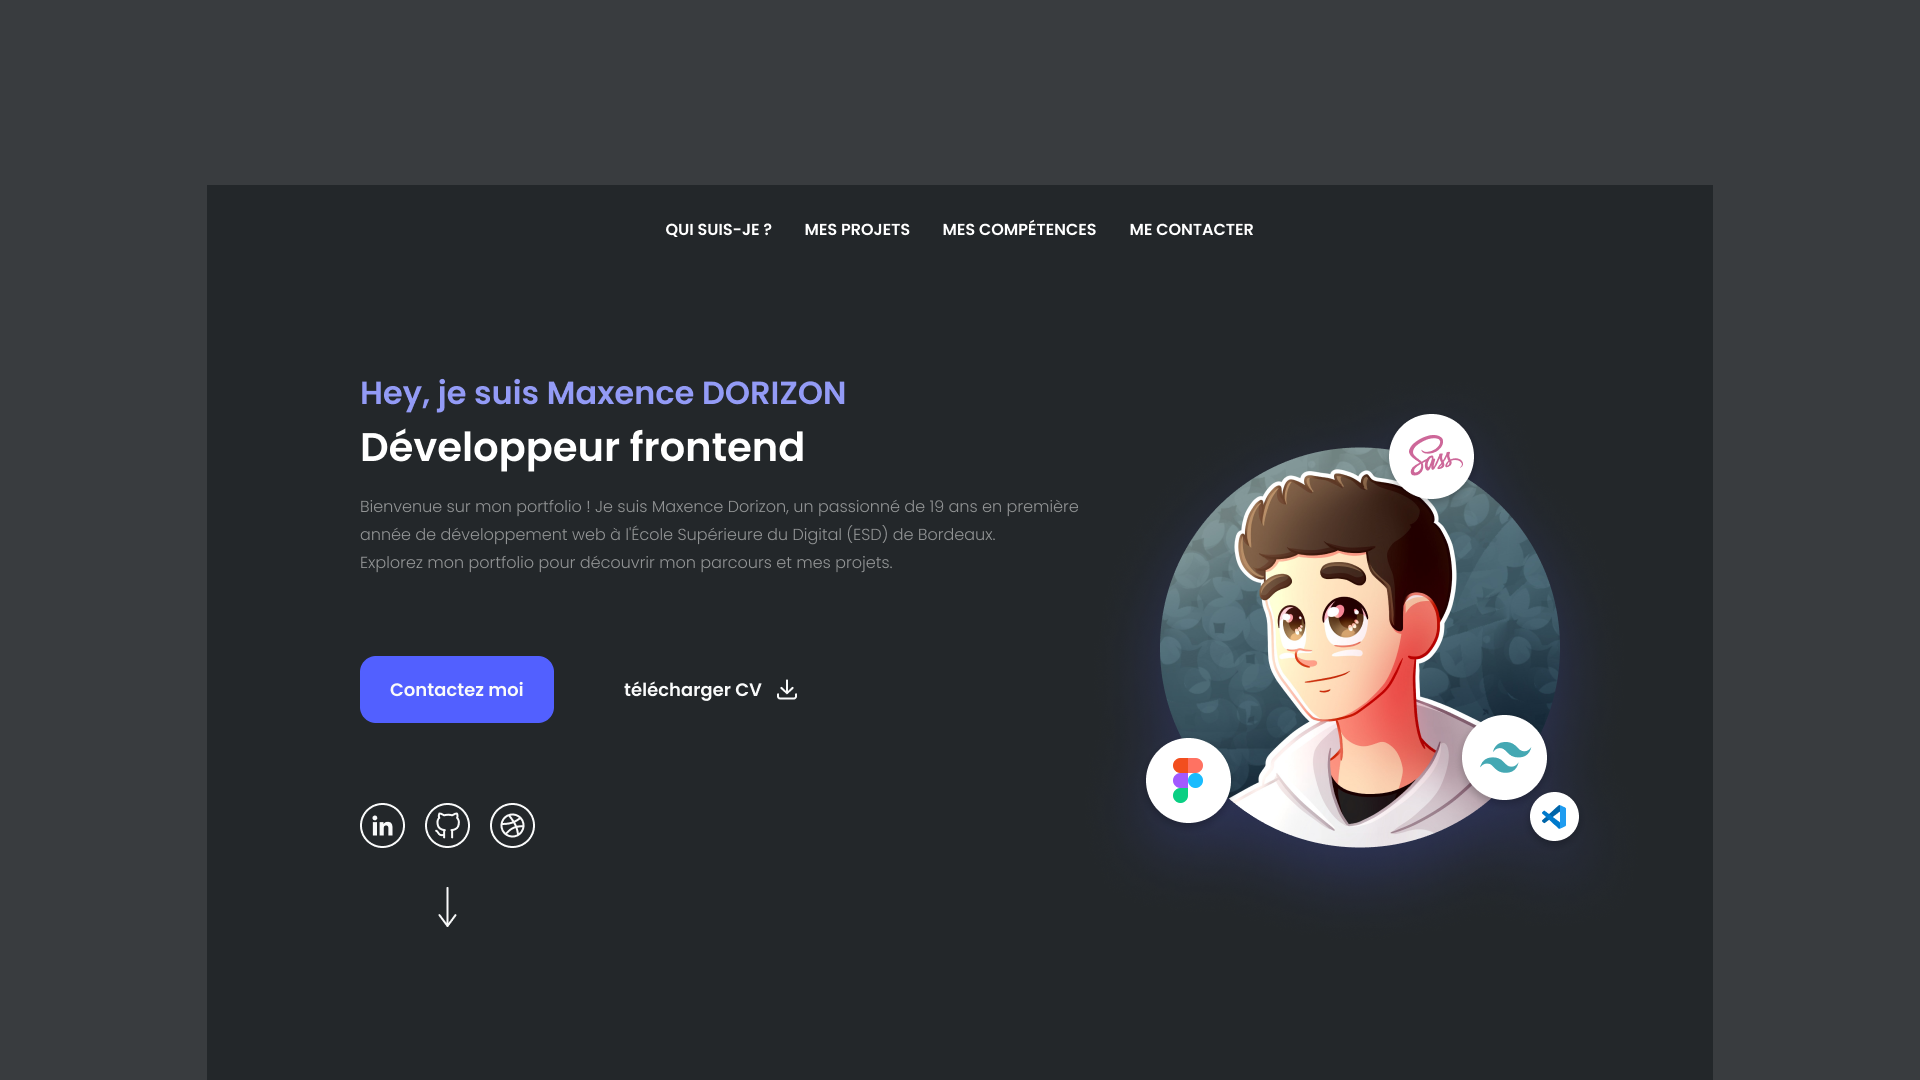 QUI SUIS-JE ? MES PROJETS MES COMPÉTENCES ME CONTACTER
Hey, je suis Maxence DORIZON
Développeur frontend
Bienvenue sur mon portfolio ! Je suis Maxence Dorizon, un passionné de 19 ans en première
année de développement web à l'École Supérieure du Digital (ESD) de Bordeaux.
Explorez mon portfolio pour découvrir mon parcours et mes projets.
Contactez moi télécharger CV
Sass
in